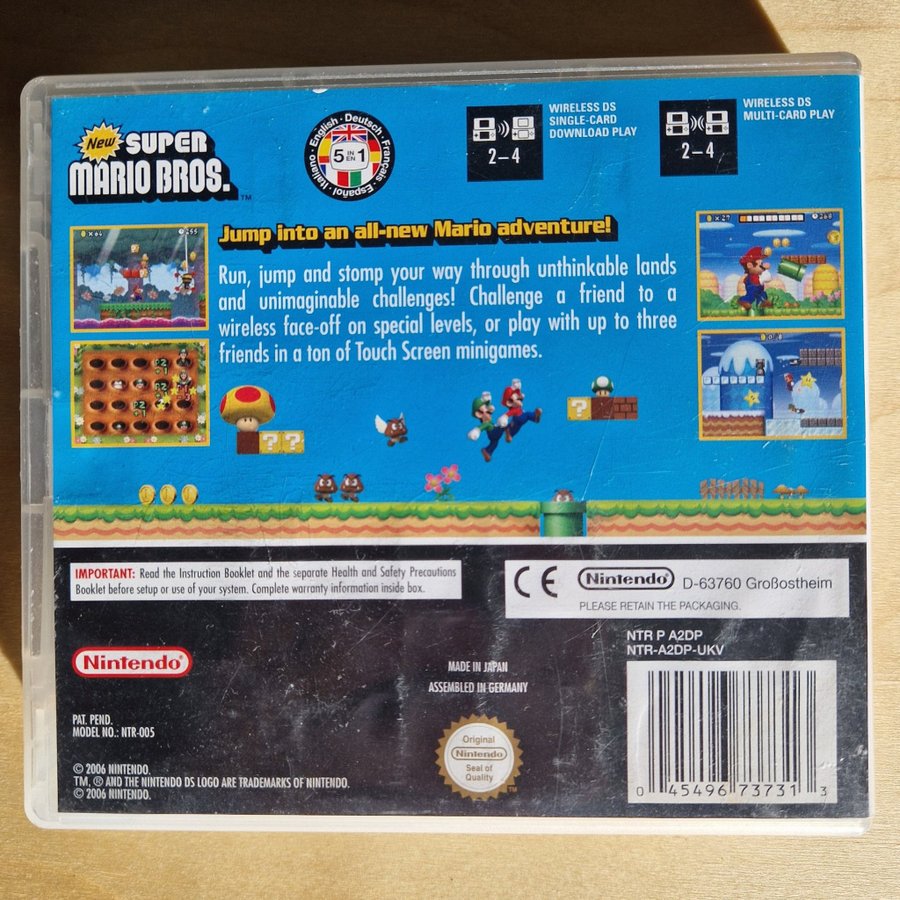 New SUPER
MARIO BROS.™
English · Deutsch · Français · Español · Italiano ·
5 IN EN 1
2–4
WIRELESS DS
SINGLE-CARD
DOWNLOAD PLAY
2–4
WIRELESS DS
MULTI-CARD PLAY
Jump into an all-new Mario adventure!
Run, jump and stomp your way through unthinkable lands
and unimaginable challenges! Challenge a friend to a
wireless face-off on special levels, or play with up to three
friends in a ton of Touch Screen minigames.
? ?
?
IMPORTANT: Read the Instruction Booklet and the separate Health and Safety Precautions
Booklet before setup or use of your system. Complete warranty information inside box.
CE Nintendo D-63760 Großostheim
PLEASE RETAIN THE PACKAGING.
NTR P A2DP
NTR-A2DP-UKV
Nintendo®
MADE IN JAPAN
ASSEMBLED IN GERMANY
PAT. PEND.
MODEL NO.: NTR-005
Original
Nintendo
Seal of
Quality
™
© 2006 NINTENDO.
TM, ® AND THE NINTENDO DS LOGO ARE TRADEMARKS OF NINTENDO.
© 2006 NINTENDO.
0 45496 73731 3